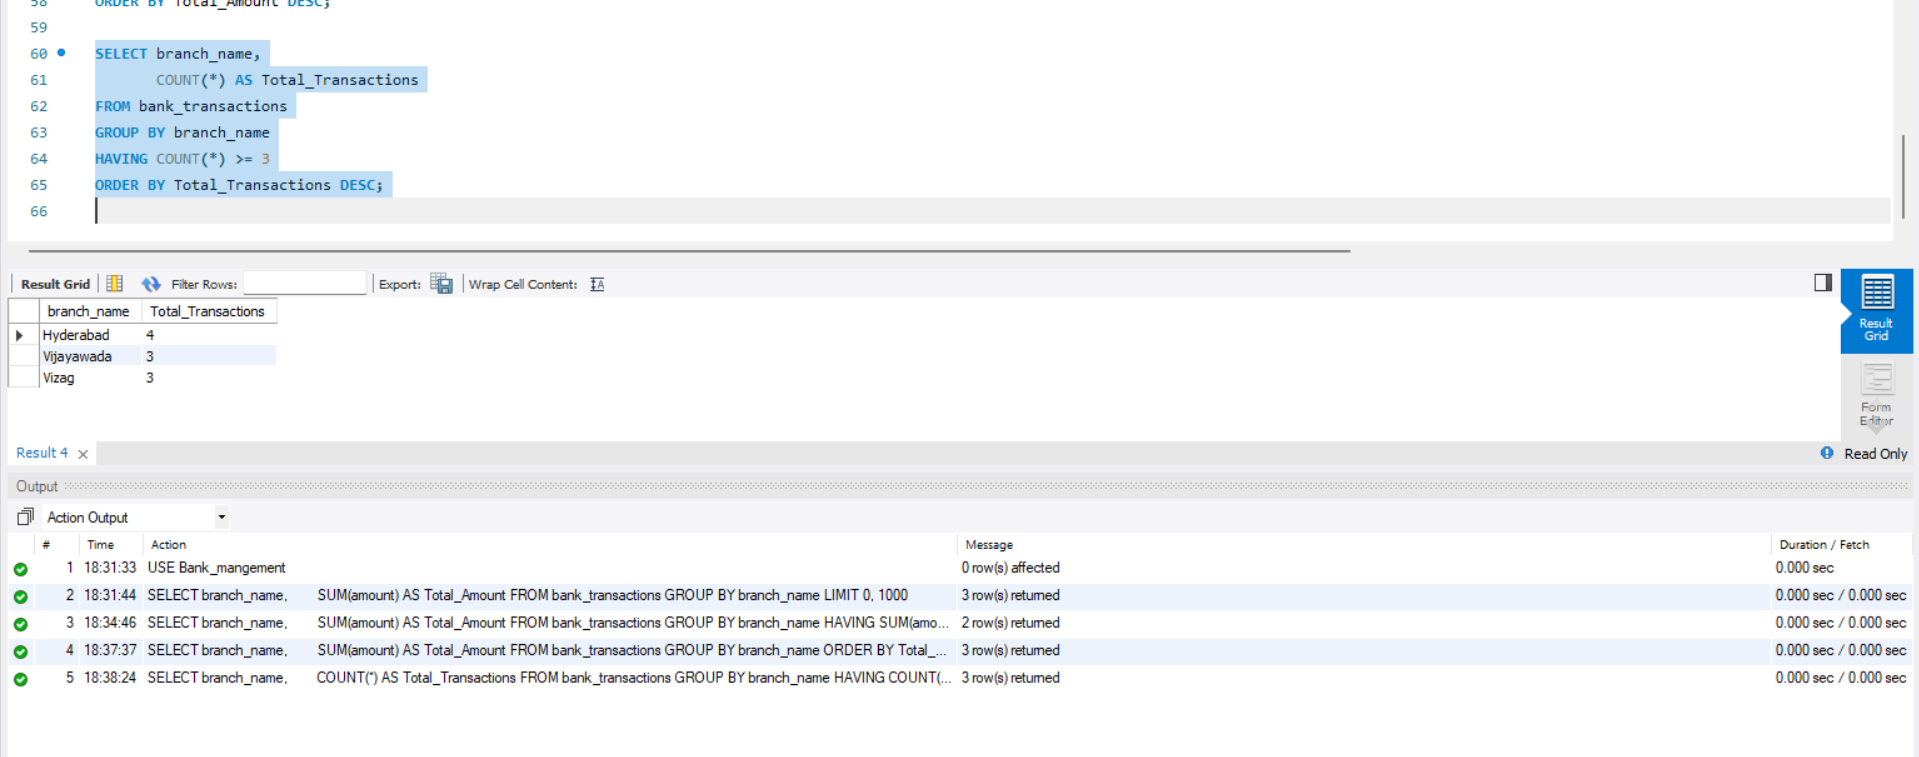 58 ORDER BY Total_Amount DESC;
59
60 SELECT branch_name,
61 COUNT(*) AS Total_Transactions
62 FROM bank_transactions
63 GROUP BY branch_name
64 HAVING COUNT(*) >= 3
65 ORDER BY Total_Transactions DESC;
66
Result Grid Filter Rows: Export: Wrap Cell Content: IA
branch_name Total_Transactions
Hyderabad 4
Vijayawada 3
Vizag 3
Result
Grid
Form
Editor
Result 4 × Read Only
Output
Action Output
# Time Action Message Duration / Fetch
1 18:31:33 USE Bank_mangement 0 row(s) affected 0.000 sec
2 18:31:44 SELECT branch_name, SUM(amount) AS Total_Amount FROM bank_transactions GROUP BY branch_name LIMIT 0, 1000 3 row(s) returned 0.000 sec / 0.000 sec
3 18:34:46 SELECT branch_name, SUM(amount) AS Total_Amount FROM bank_transactions GROUP BY branch_name HAVING SUM(amo... 2 row(s) returned 0.000 sec / 0.000 sec
4 18:37:37 SELECT branch_name, SUM(amount) AS Total_Amount FROM bank_transactions GROUP BY branch_name ORDER BY Total_... 3 row(s) returned 0.000 sec / 0.000 sec
5 18:38:24 SELECT branch_name, COUNT(*) AS Total_Transactions FROM bank_transactions GROUP BY branch_name HAVING COUNT(... 3 row(s) returned 0.000 sec / 0.000 sec